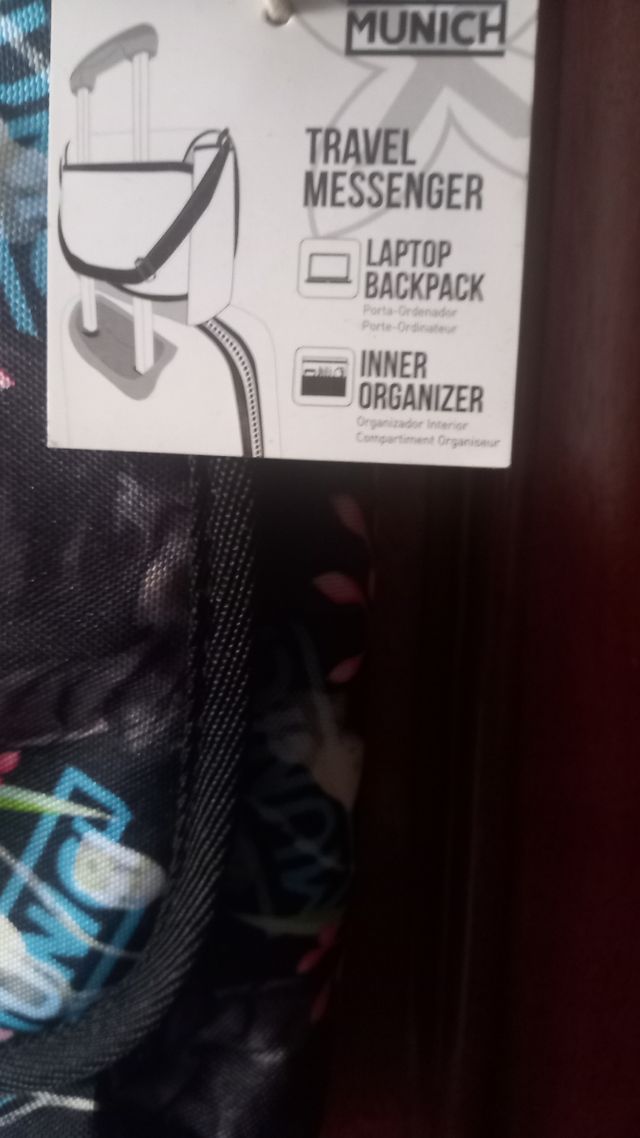 MUNICH
TRAVEL
MESSENGER
LAPTOP
BACKPACK
Porta-Ordenador
Porte-Ordinateur
INNER
ORGANIZER
Organizador Interior
Compartiment Organiseur